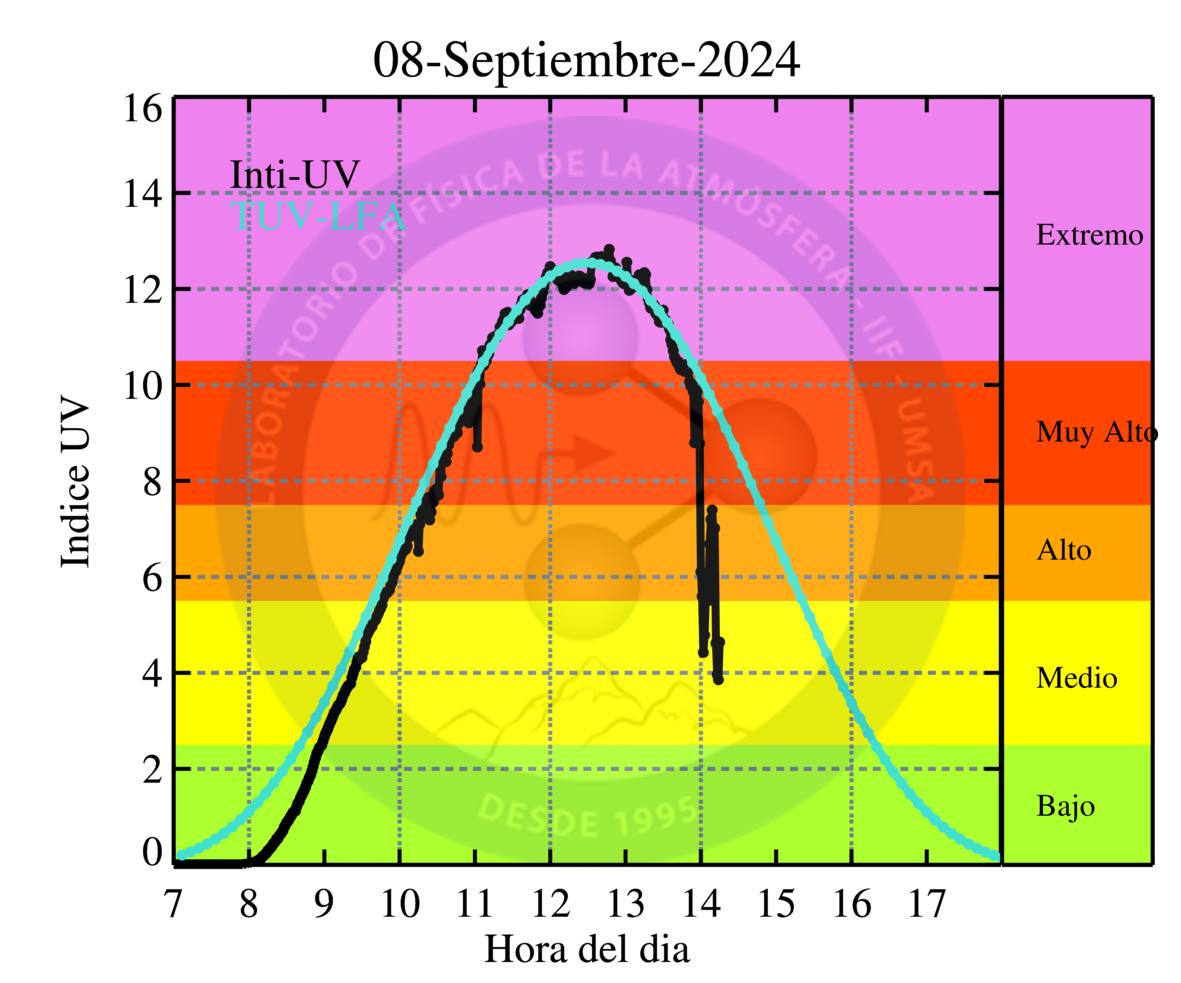 08-Septiembre-2024
Inti-UV
TUV-LFA
Indice UV
16
14
12
10
8
6
4
2
0
7 8 9 10 11 12 13 14 15 16 17
Hora del dia
Extremo
Muy Alto
Alto
Medio
Bajo
LABORATORIO DE FÍSICA DE LA ATMÓSFERA - IIF - UMSA
DESDE 1995